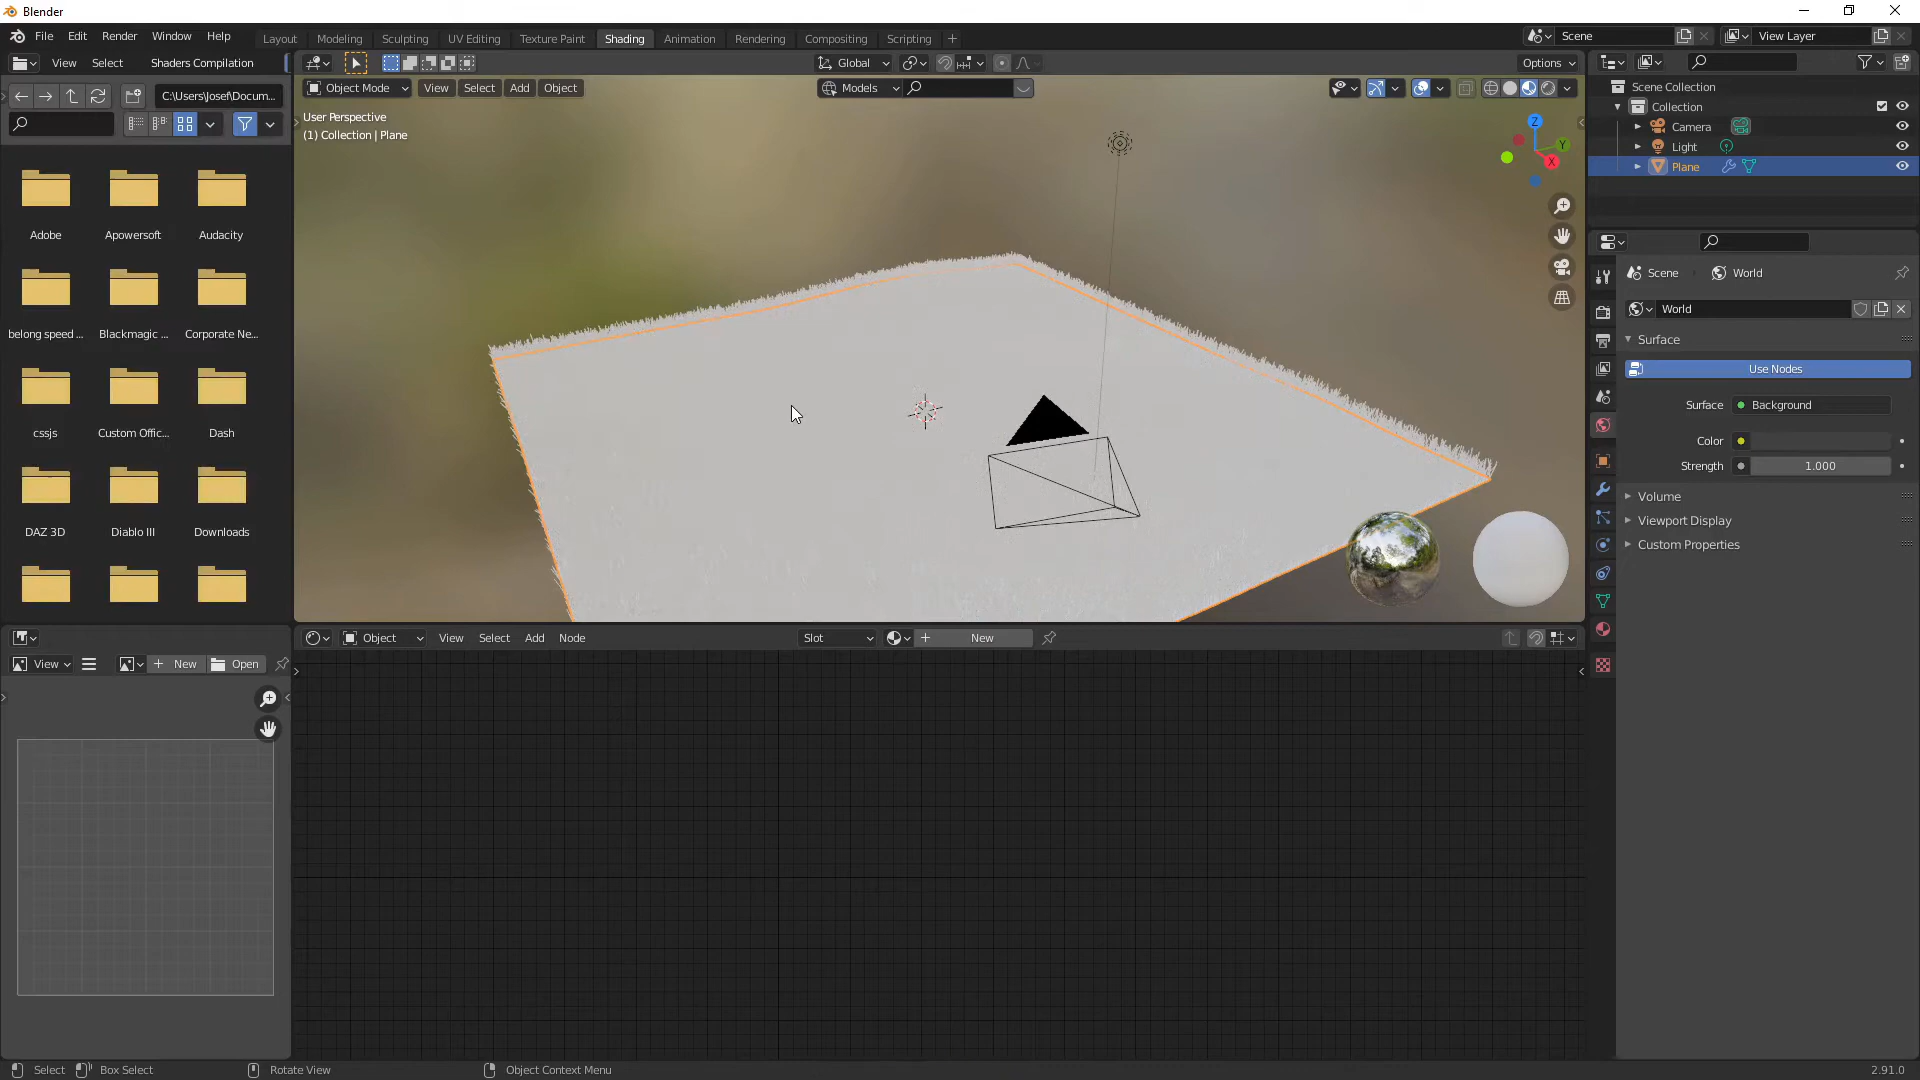 Blender
File Edit Render Window Help
Layout Modeling Sculpting UV Editing Texture Paint Shading Animation Rendering Compositing Scripting +
Scene
View Layer
View Select Shaders Compilation
Global
Options
C:\Users\Josef\Docum...
Object Mode View Select Add Object
Models
User Perspective
(1) Collection | Plane
Z
Y
X
Adobe Apowersoft Audacity
belong speed ... Blackmagic ... Corporate Ne...
cssjs Custom Offic... Dash
DAZ 3D Diablo III Downloads
Scene Collection
Collection
Camera
Light
Plane
Scene World
World
Surface
Use Nodes
Surface Background
Color
Strength 1.000
Volume
Viewport Display
Custom Properties
Object View Select Add Node
Slot
New
View New Open
Select Box Select Rotate View Object Context Menu
2.91.0